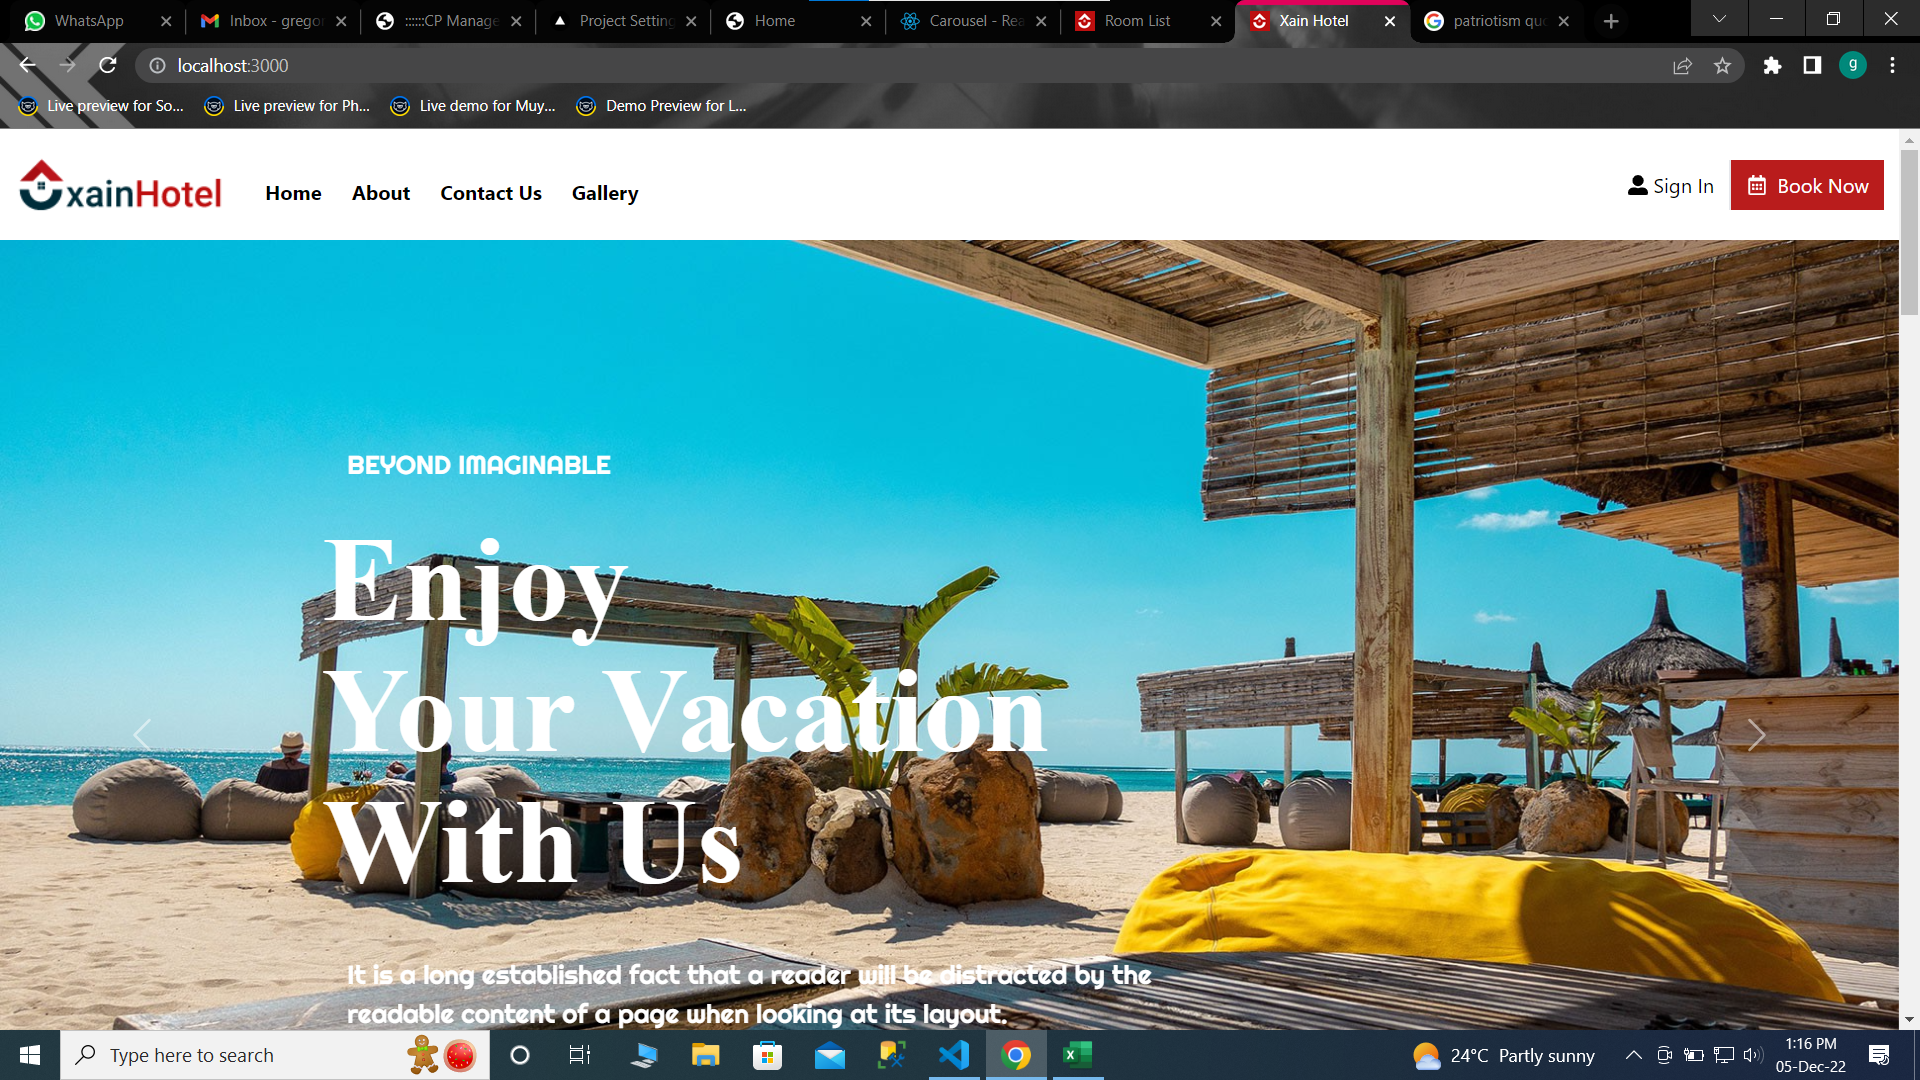 WhatsApp
Inbox - grego
::::::CP Manage
Project Setting
Home
Carousel - Rea
Room List
Xain Hotel
patriotism quo
localhost:3000
g
Live preview for So...
Live preview for Ph...
Live demo for Muy...
Demo Preview for L...
xainHotel
Home
About
Contact Us
Gallery
Sign In
Book Now
BEYOND IMAGINABLE
Enjoy
Your Vacation
With Us
It is a long established fact that a reader will be distracted by the
readable content of a page when looking at its layout.
Type here to search
24°C Partly sunny
1:16 PM
05-Dec-22